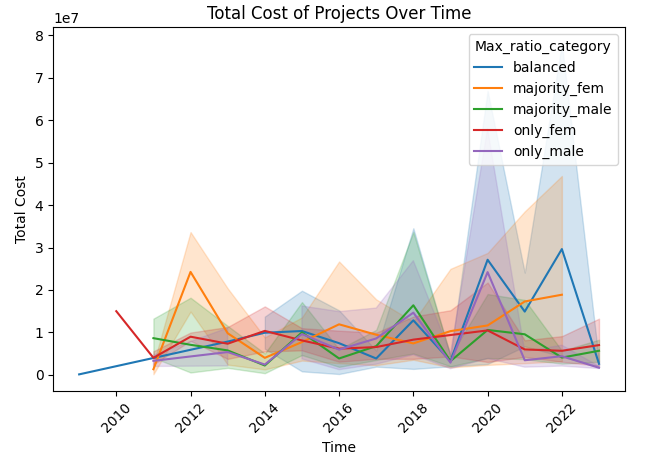 Total Cost of Projects Over Time
1e7
8
7
6
5
4
3
2
1
0
Total Cost
Max_ratio_category
balanced
majority_fem
majority_male
only_fem
only_male
2010
2012
2014
2016
2018
2020
2022
Time